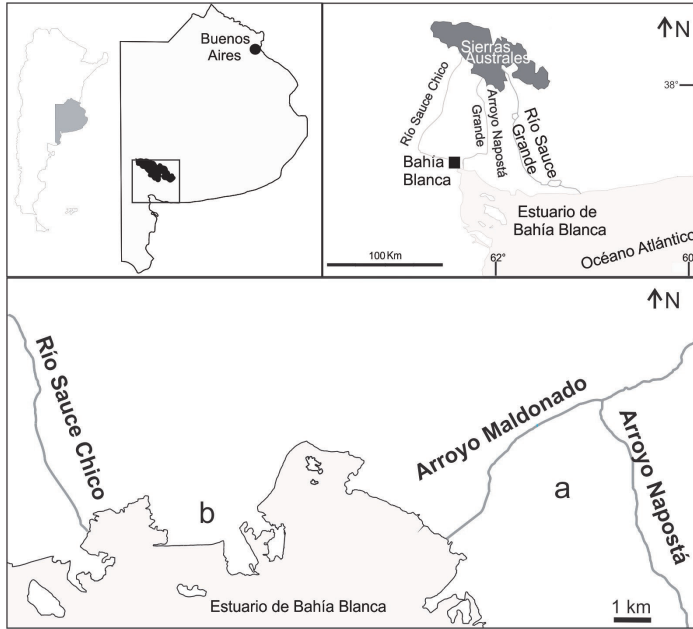 Buenos
Aires
N
Sierras
Australes
38°
Río Sauce Chico
Arroyo Napostá
Grande
Río Sauce
Grande
Bahía
Blanca
Estuario de
Bahía Blanca
Océano Atlántico
100 Km
62°
60
N
Río Sauce Chico
Arroyo Maldonado
Arroyo Napostá
a
b
Estuario de Bahía Blanca
1 km